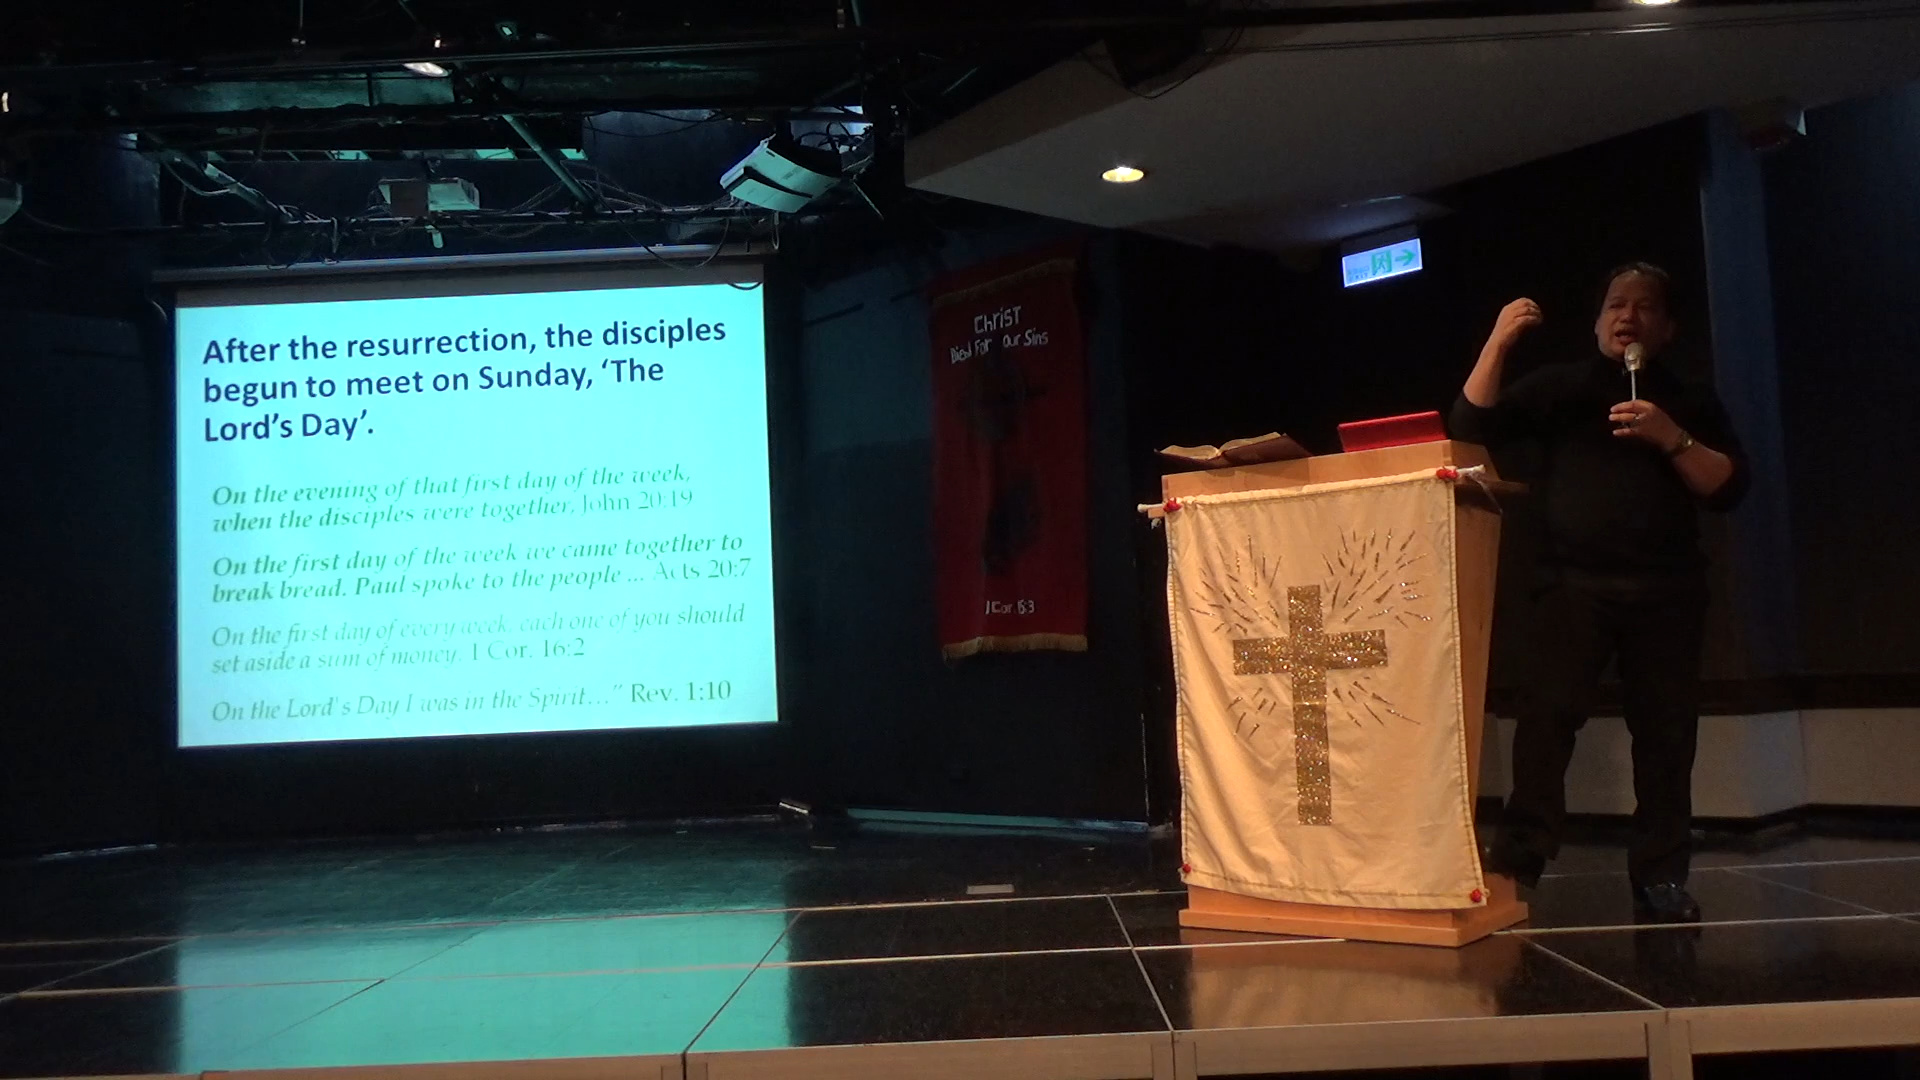 After the resurrection, the disciples
begun to meet on Sunday, ‘The
Lord’s Day’.
On the evening of that first day of the week,
when the disciples were together. John 20:19
On the first day of the week we came together to
break bread. Paul spoke to the people ... Acts 20:7
On the first day of every week, each one of you should
set aside a sum of money. 1 Cor. 16:2
On the Lord's Day I was in the Spirit…” Rev. 1:10
Christ
Died For our Sins
1 Cor.